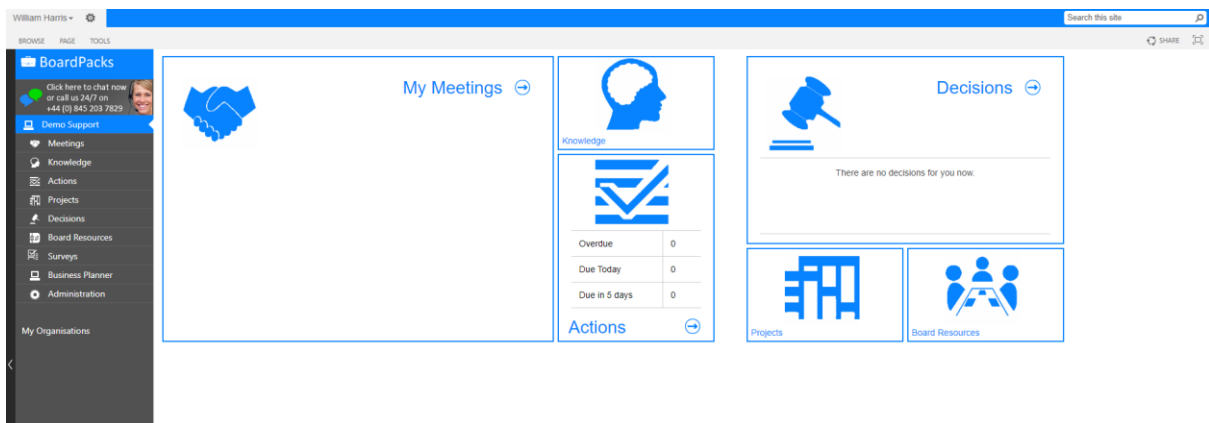 William Harris
Search this site
BROWSE PAGE TOOLS
SHARE
BoardPacks
Click here to chat now
or call us 24/7 on
+44 (0) 845 203 7829
Demo Support
Meetings
Knowledge
Actions
Projects
Decisions
Board Resources
Surveys
Business Planner
Administration
My Organisations
My Meetings
Knowledge
Overdue 0
Due Today 0
Due in 5 days 0
Actions
Decisions
There are no decisions for you now.
Projects
Board Resources